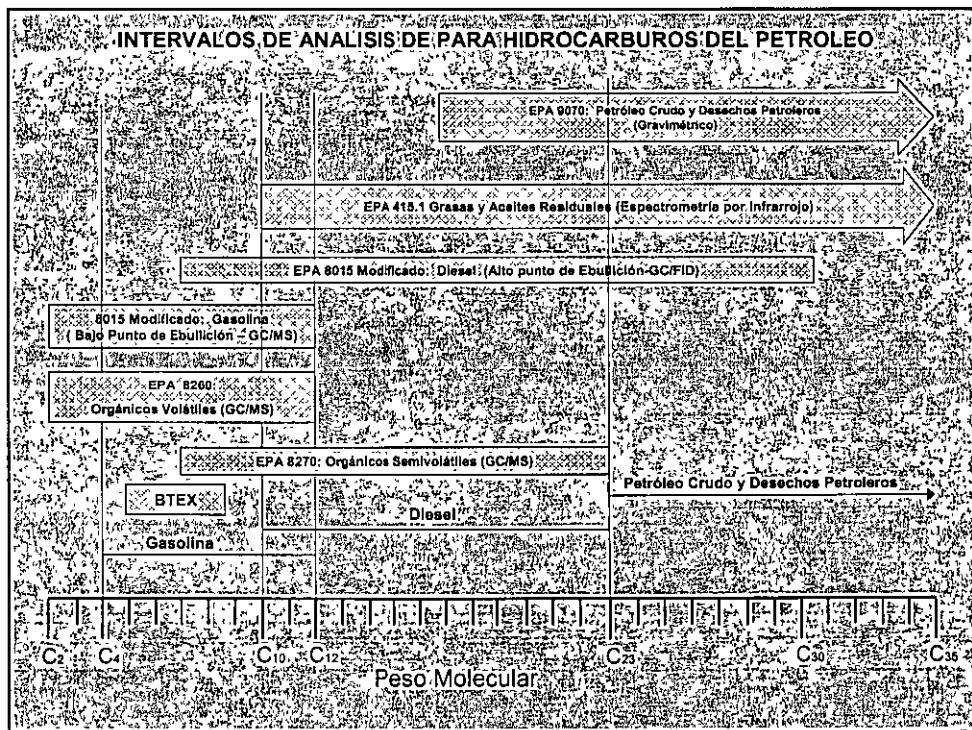 INTERVALOS DE ANALISIS DE PARA HIDROCARBUROS DEL PETROLEO
EPA 9070: Petróleo Crudo y Desechos Petroleros
(Gravimétrico)
EPA 415.1 Grasas y Aceites Residuales (Espectrometría por Infrarrojo)
EPA 8015 Modificado: Diesel (Alto punto de Ebullición-GC/FID)
8015 Modificado: Gasolina
( Bajo Punto de Ebullición – GC/MS)
EPA 8260:
Orgánicos Volátiles (GC/MS)
EPA 8270: Orgánicos Semivolátiles (GC/MS)
Petróleo Crudo y Desechos Petroleros
BTEX
Diesel
Gasolina
C2 C4 C10 C12 C23 C30 C35
Peso Molecular